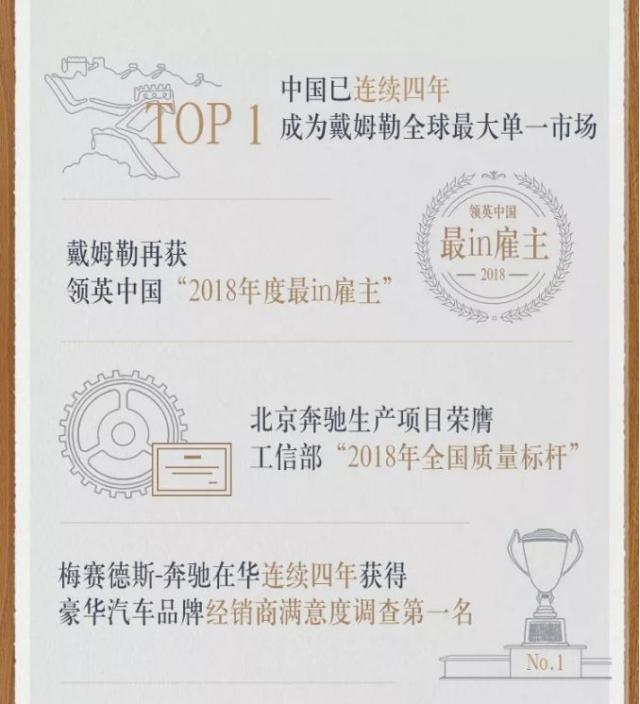 TOP 1
中国已连续四年
成为戴姆勒全球最大单一市场
戴姆勒再获
领英中国“2018年度最in雇主”
领英中国
最in雇主
2018
北京奔驰生产项目荣膺
工信部“2018年全国质量标杆”
梅赛德斯-奔驰在华连续四年获得
豪华汽车品牌经销商满意度调查第一名
No.1